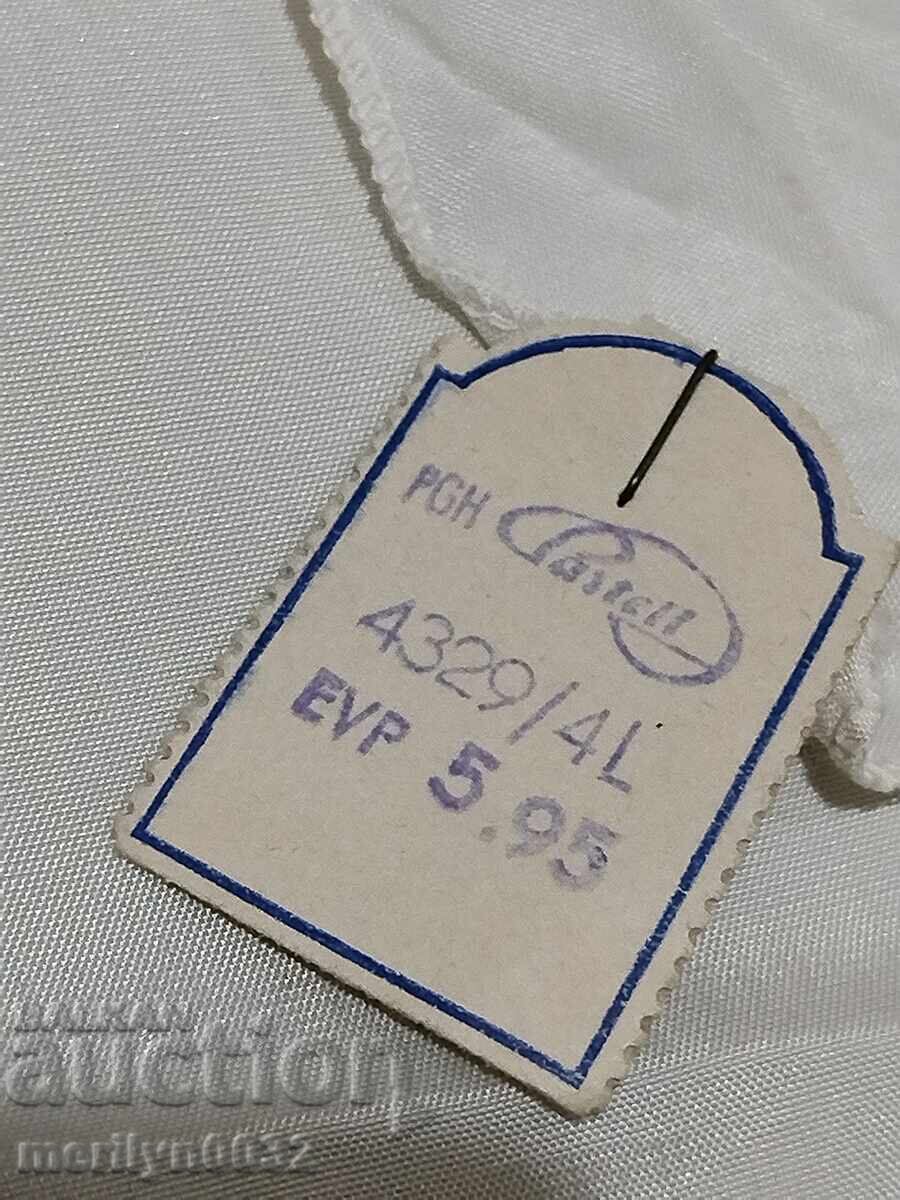 PGH Pastell
4329/4L
EVP 5.95
BALKAN
auction
merilyn0032